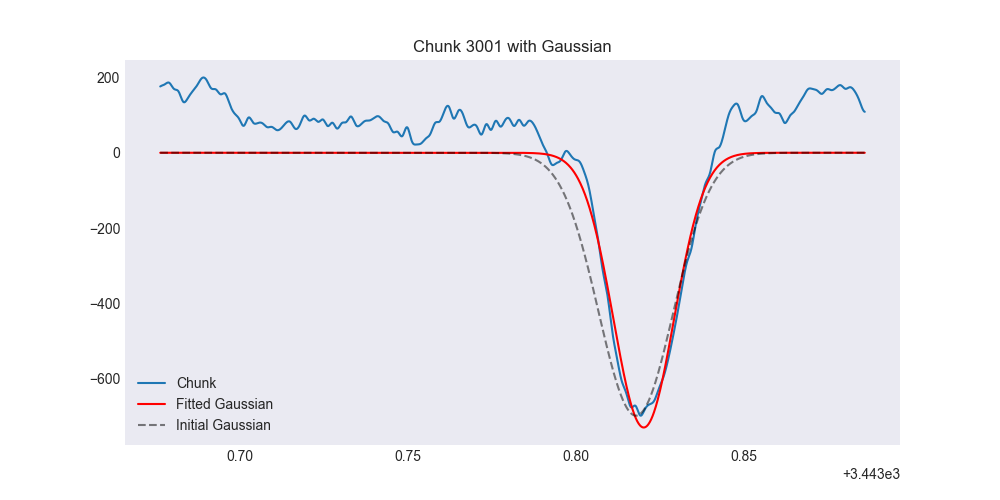 Chunk 3001 with Gaussian
200
0
−200
−400
−600
Chunk
Fitted Gaussian
Initial Gaussian
0.70 0.75 0.80 0.85
+3.443e3